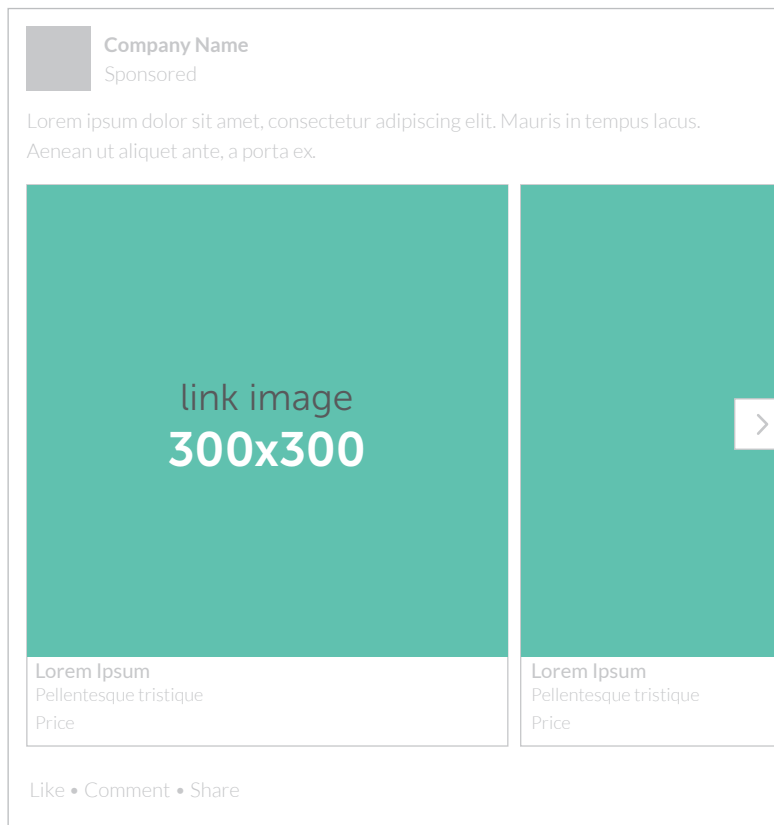 Company Name
Sponsored
Lorem ipsum dolor sit amet, consectetur adipiscing elit. Mauris in tempus lacus.
Aenean ut aliquet ante, a porta ex.
link image
300x300
Lorem Ipsum
Pellentesque tristique
Price
Lorem Ipsum
Pellentesque tristique
Price
Like • Comment • Share